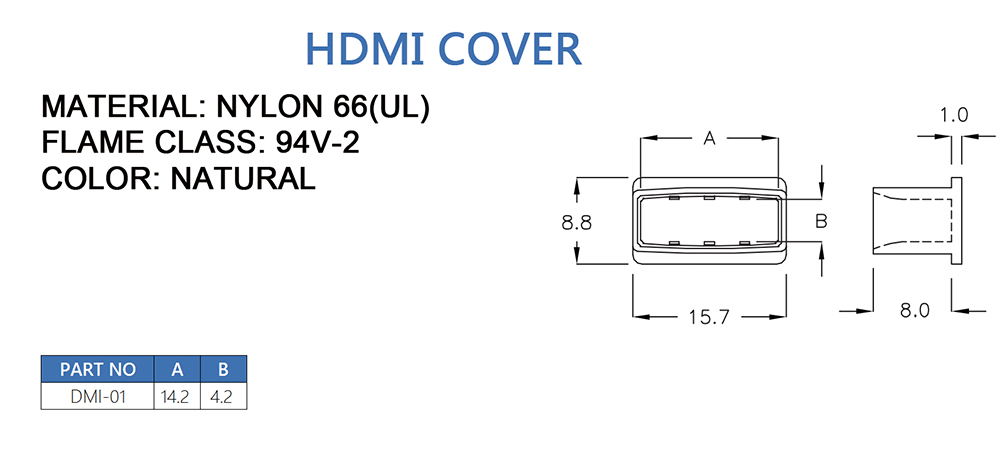 HDMI COVER
MATERIAL: NYLON 66(UL)
FLAME CLASS: 94V-2
COLOR: NATURAL
1.0
A
8.8
B
15.7
8.0
PART NO A B
DMI-01 14.2 4.2